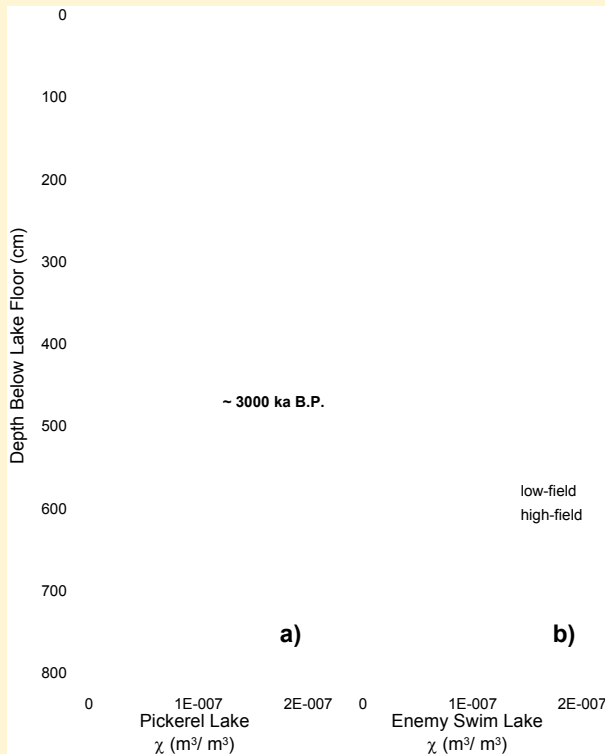 0
100
200
300
400
500
600
700
800
Depth Below Lake Floor (cm)
~ 3000 ka B.P.
low-field
high-field
a)
b)
0 1E-007 2E-007 0 1E-007 2E-007
Pickerel Lake Enemy Swim Lake
χ (m³/ m³) χ (m³/ m³)